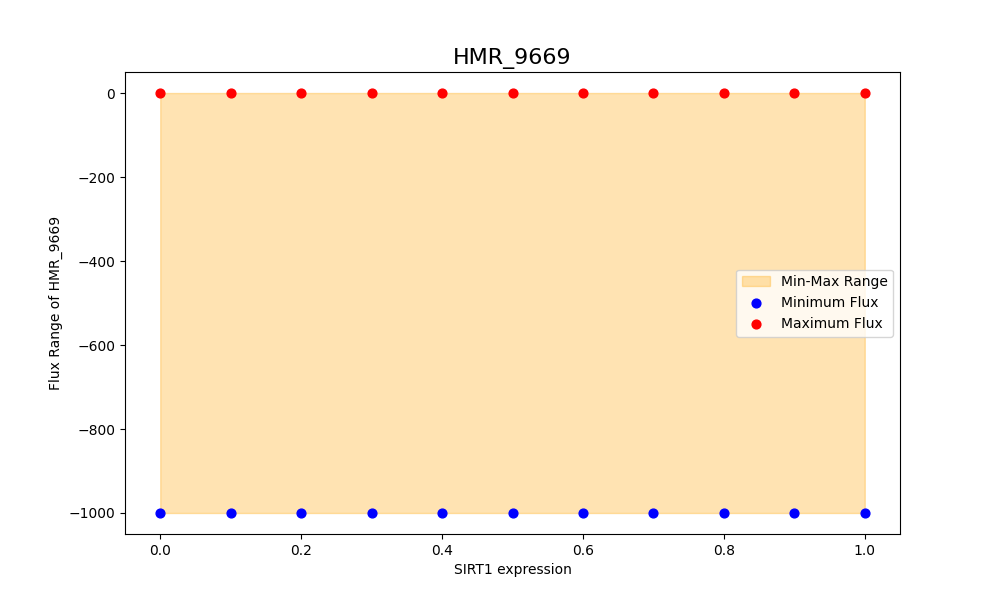 HMR_9669
Flux Range of HMR_9669
0
−200
−400
−600
−800
−1000
Min-Max Range
Minimum Flux
Maximum Flux
0.0
0.2
0.4
0.6
0.8
1.0
SIRT1 expression